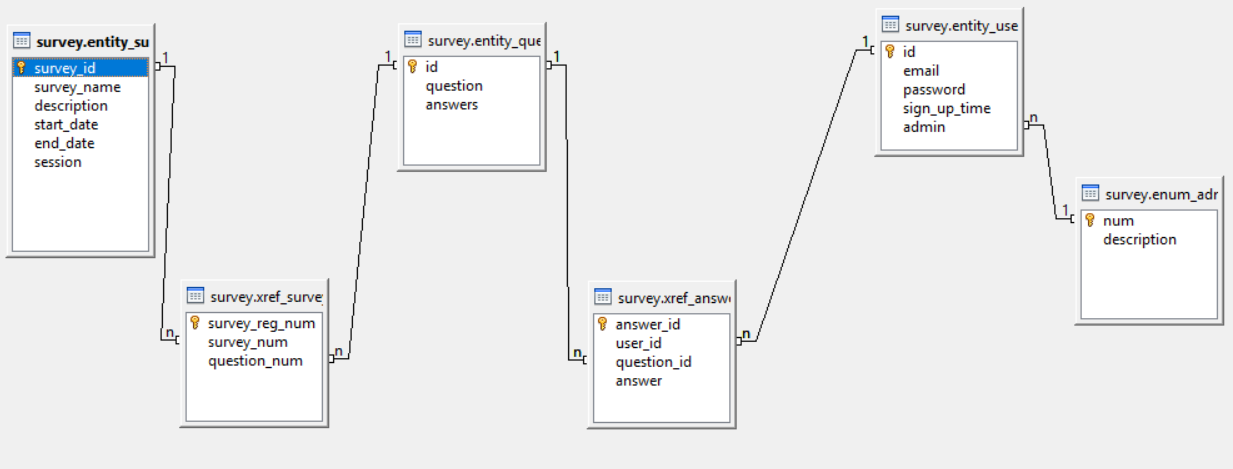 survey.entity_su
survey_id
survey_name
description
start_date
end_date
session
1
n
survey.xref_surve
survey_reg_num
survey_num
question_num
n
1
survey.entity_que
id
question
answers
1
n
survey.xref_answ
answer_id
user_id
question_id
answer
n
1
survey.entity_use
id
email
password
sign_up_time
admin
n
1
survey.enum_adr
num
description